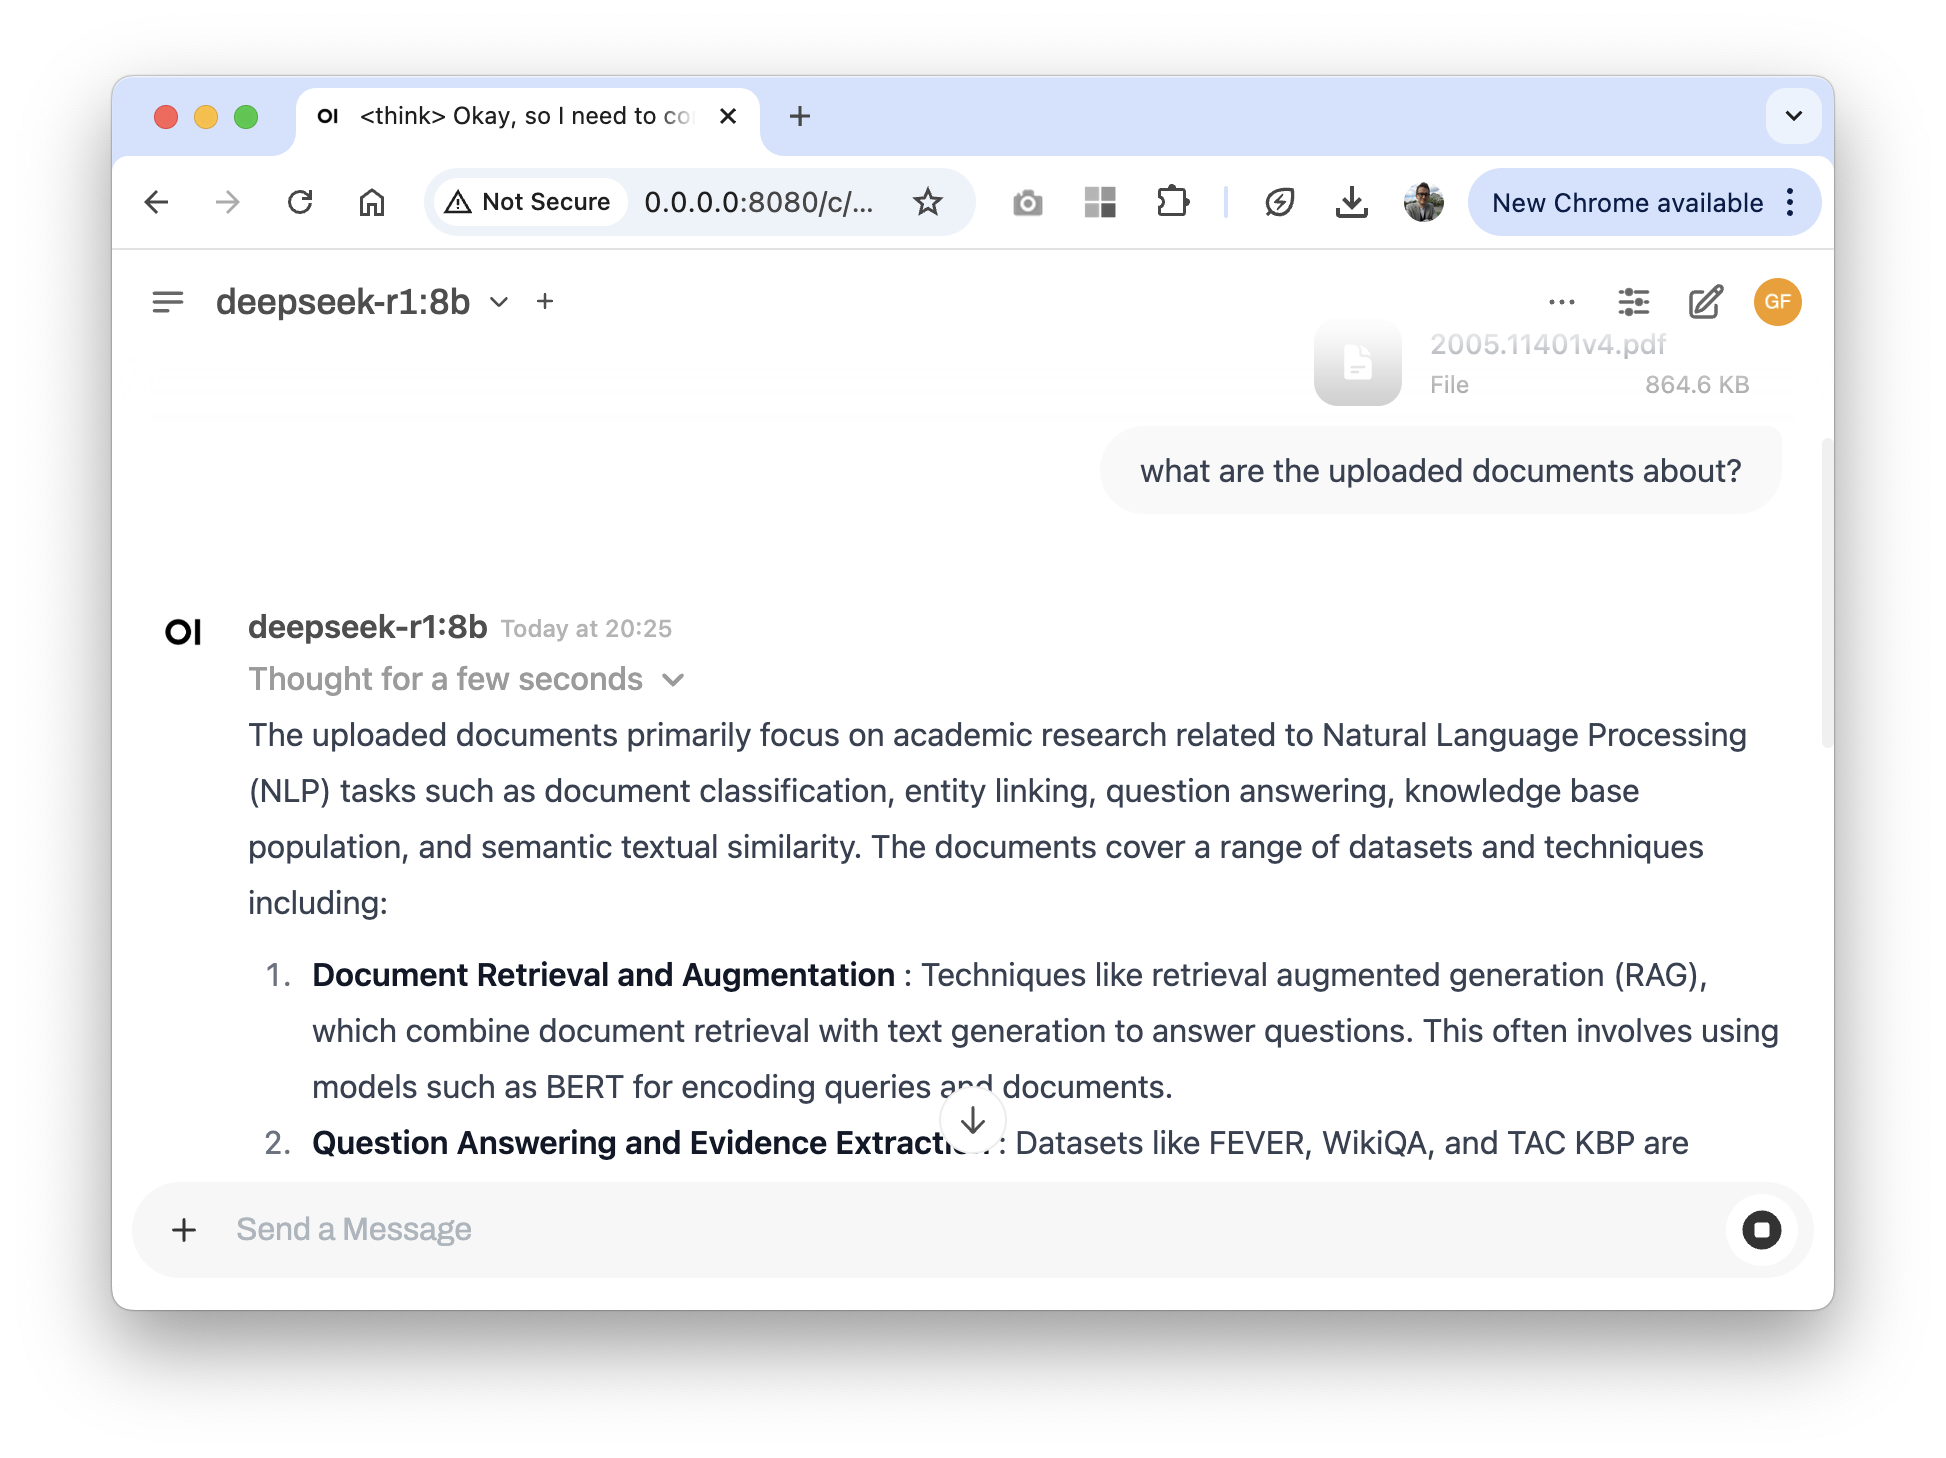 OI <think> Okay, so I need to co
Not Secure 0.0.0.0:8080/c/... New Chrome available
deepseek-r1:8b GF
2005.11401v4.pdf
File 864.6 KB
what are the uploaded documents about?
OI deepseek-r1:8b Today at 20:25
Thought for a few seconds
The uploaded documents primarily focus on academic research related to Natural Language Processing
(NLP) tasks such as document classification, entity linking, question answering, knowledge base
population, and semantic textual similarity. The documents cover a range of datasets and techniques
including:
1. Document Retrieval and Augmentation : Techniques like retrieval augmented generation (RAG),
which combine document retrieval with text generation to answer questions. This often involves using
models such as BERT for encoding queries and documents.
2. Question Answering and Evidence Extraction : Datasets like FEVER, WikiQA, and TAC KBP are
Send a Message